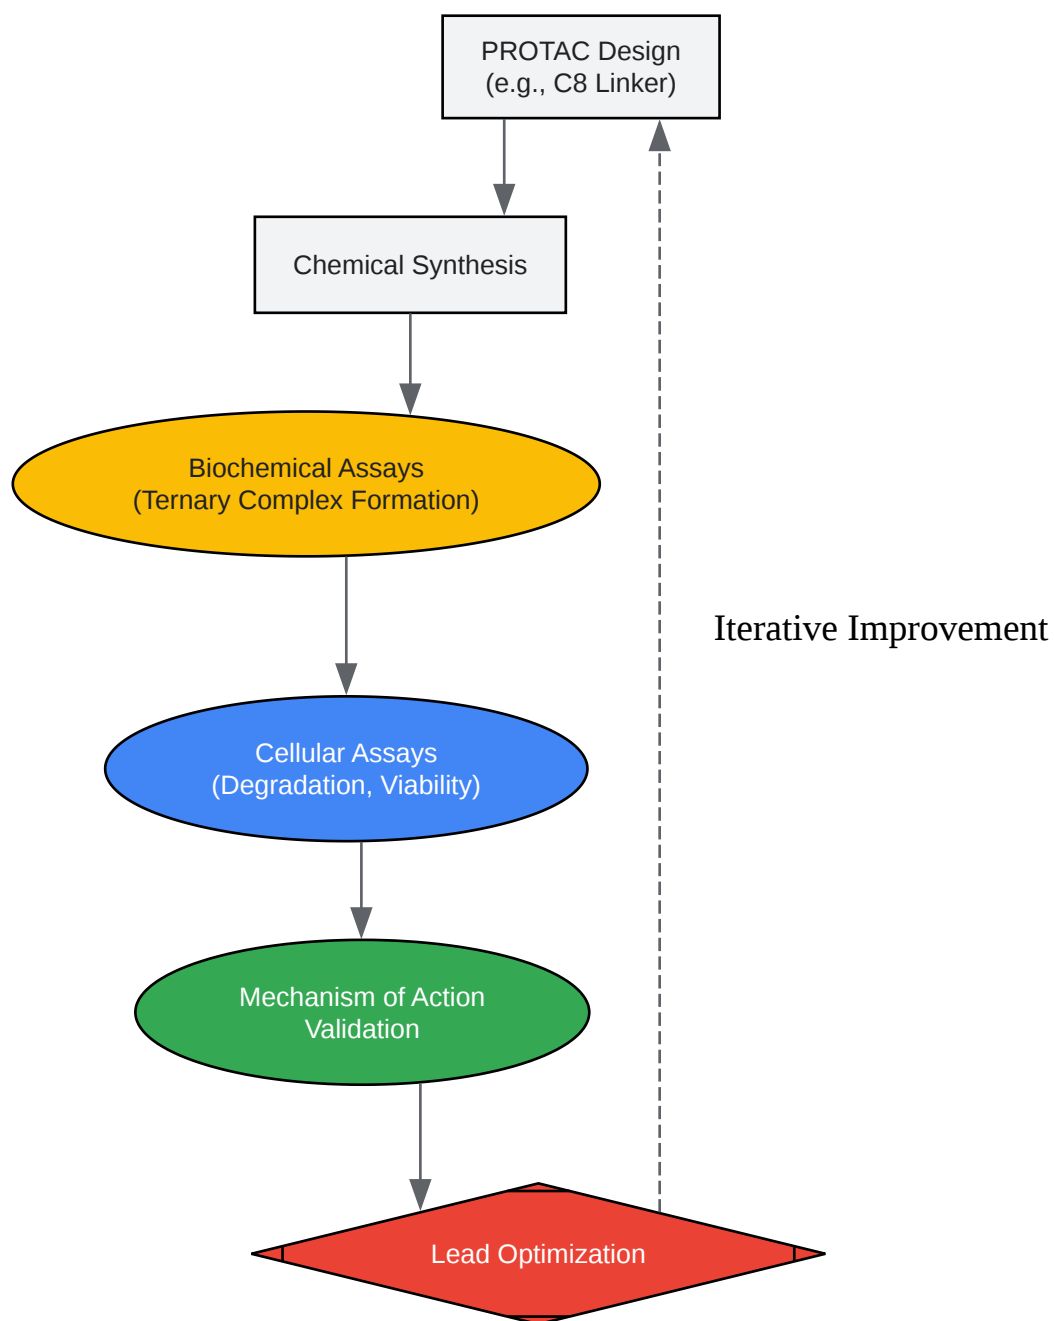 PROTAC Design
(e.g., C8 Linker)
Chemical Synthesis
Biochemical Assays
(Ternary Complex Formation)
Iterative Improvement
Cellular Assays
(Degradation, Viability)
Mechanism of Action
Validation
Lead Optimization